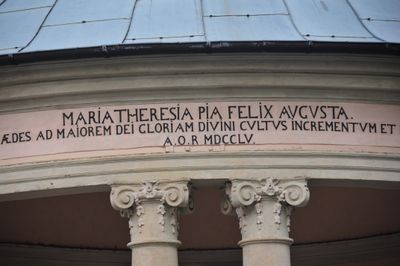 MARIA THERESIA PIA FELIX AVGVSTA.
ÆDES AD MAIOREM DEI GLORIAM DIVINI CVLTVS INCREMENTVM ET
A.O.R MDCCLV.